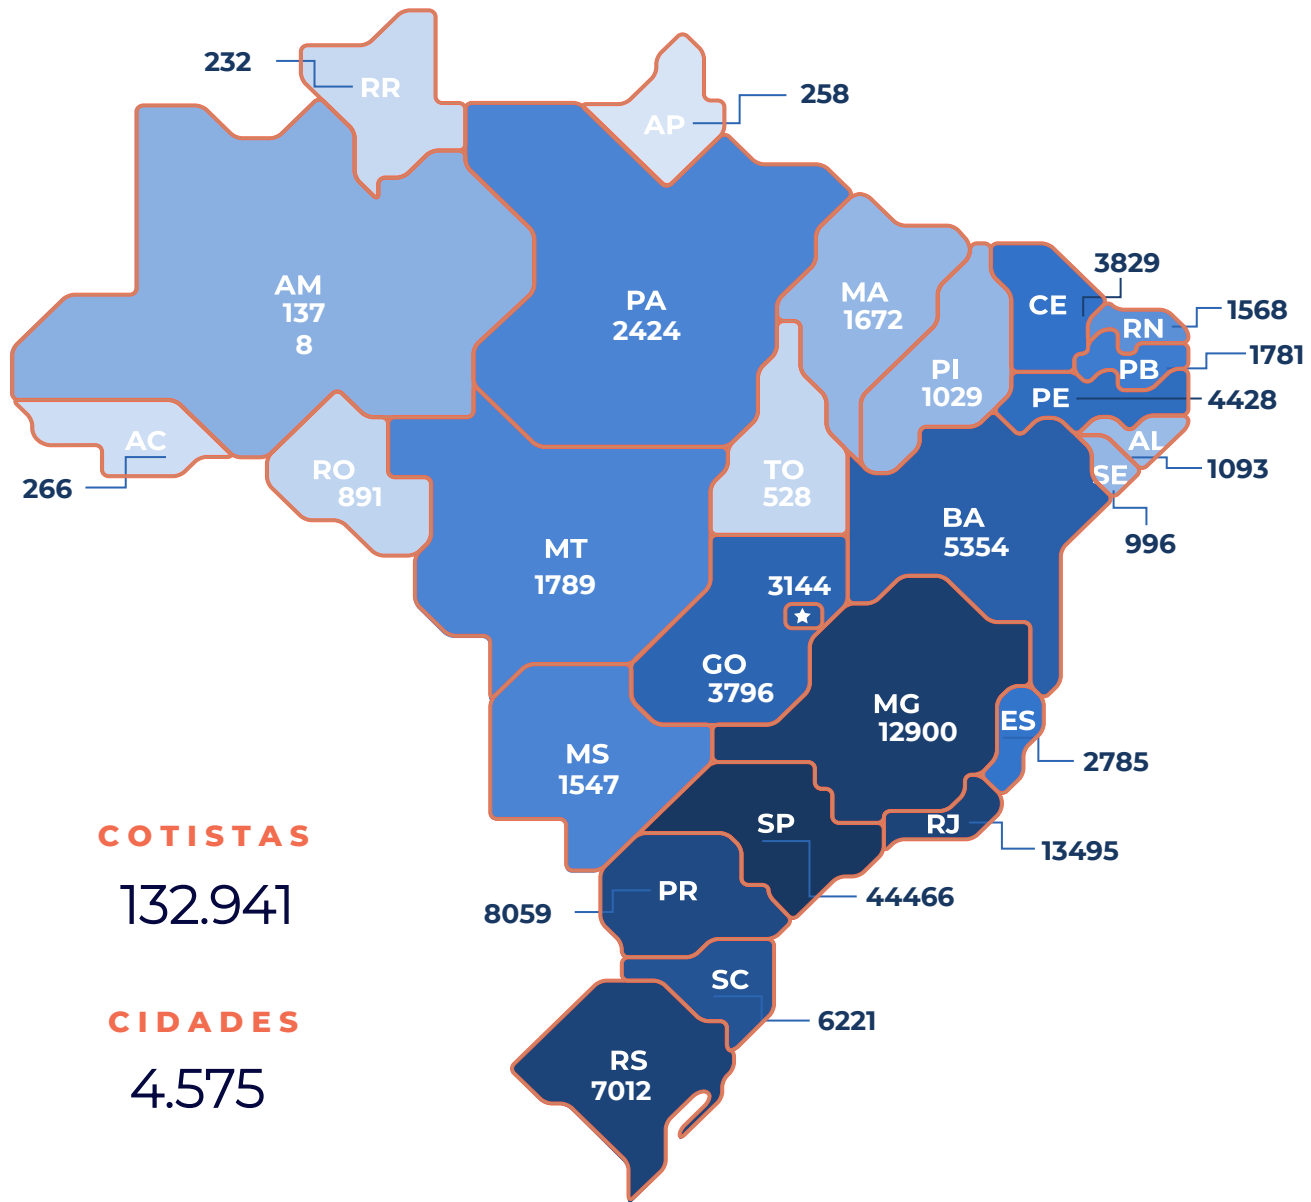 232
RR
258
AP
3829
AM
137
8
PA
2424
MA
1672
CE
RN
1568
PB
1781
PI
1029
PE
4428
AC
266
RO
891
TO
528
AL
1093
SE
996
BA
5354
MT
1789
3144
GO
3796
MG
12900
ES
2785
MS
1547
SP
44466
RJ
13495
COTISTAS
132.941
PR
8059
SC
6221
CIDADES
4.575
RS
7012